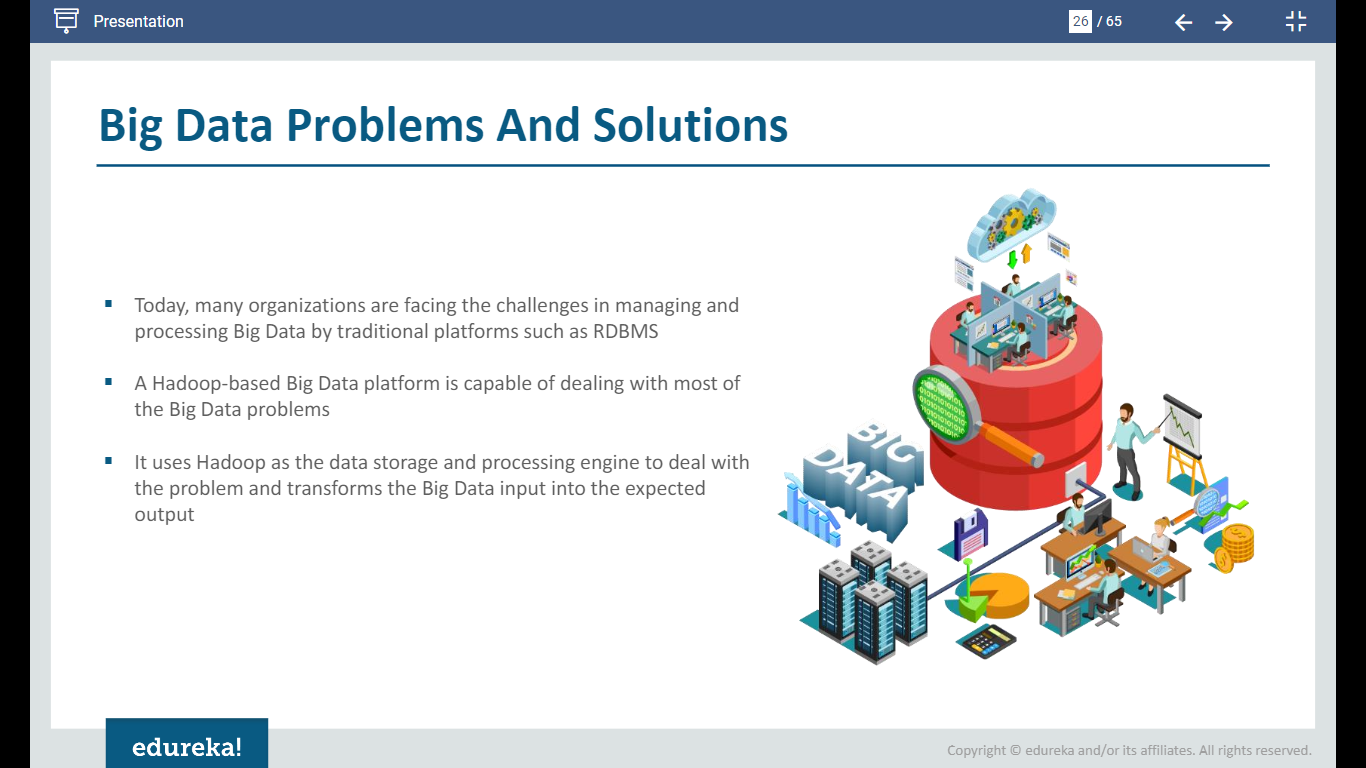 Presentation
26 / 65
Big Data Problems And Solutions
▪ Today, many organizations are facing the challenges in managing and
processing Big Data by traditional platforms such as RDBMS
▪ A Hadoop-based Big Data platform is capable of dealing with most of
the Big Data problems
▪ It uses Hadoop as the data storage and processing engine to deal with
the problem and transforms the Big Data input into the expected
output
BIG
DATA
edureka!
Copyright © edureka and/or its affiliates. All rights reserved.